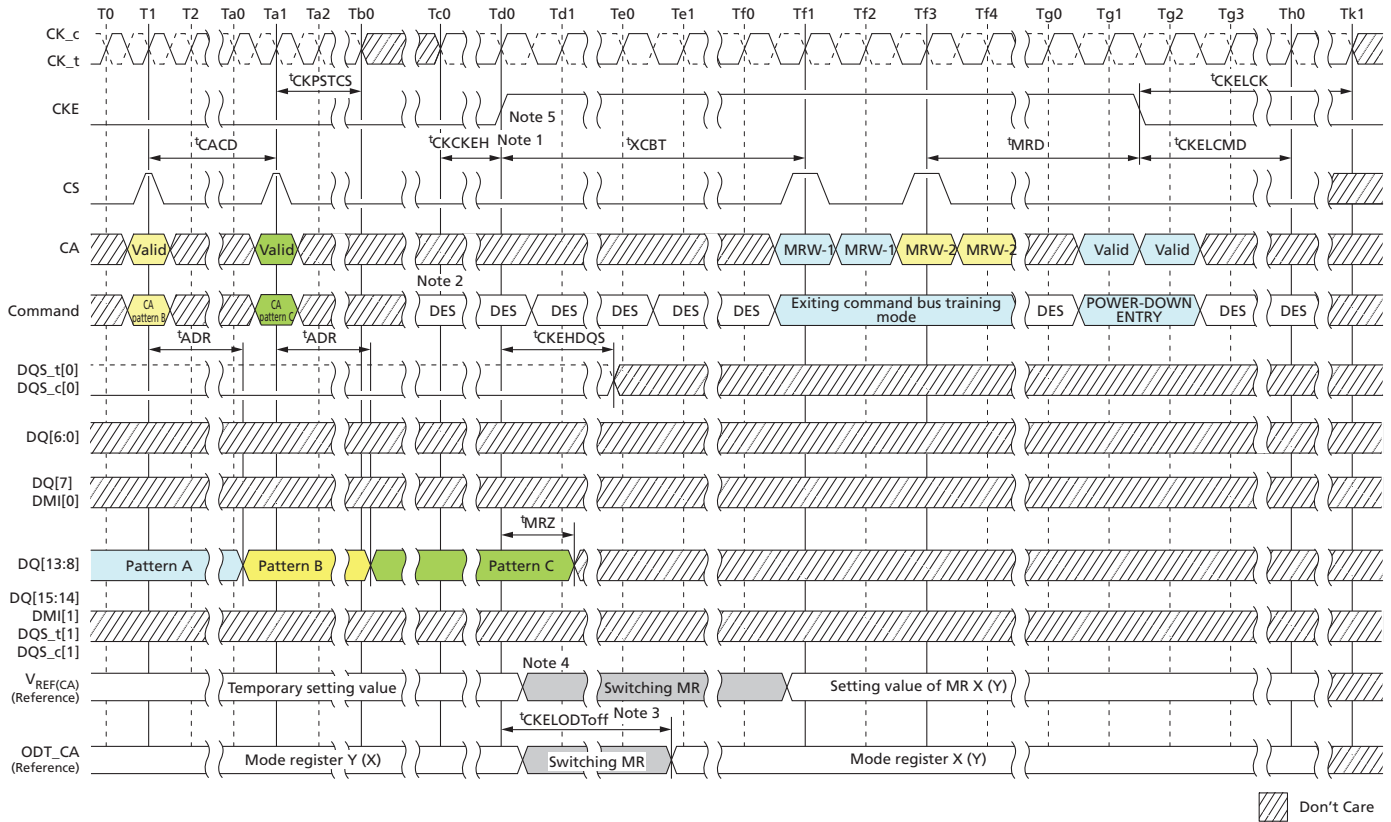 T0 T1 T2 Ta0 Ta1 Ta2 Tb0 Tc0 Td0 Td1 Te0 Te1 Tf0 Tf1 Tf2 Tf3 Tf4 Tg0 Tg1 Tg2 Tg3 Th0 Tk1
CK_c
CK_t
tCKPSTCS tCKELCK
CKE
Note 5
tCACD tCKCKEH Note 1 tXCBT tMRD tCKELCMD
CS
CA Valid Valid MRW-1 MRW-1 MRW-2 MRW-2 Valid Valid
Note 2
Command CA pattern B CA pattern C DES DES DES DES DES DES Exiting command bus training mode DES POWER-DOWN ENTRY DES DES
tADR tADR tCKEHDQS
DQS_t[0]
DQS_c[0]
DQ[6:0]
DQ[7]
DMI[0]
tMRZ
DQ[13:8] Pattern A Pattern B Pattern C
DQ[15:14]
DMI[1]
DQS_t[1]
DQS_c[1]
Note 4
VREF(CA)
(Reference)
Temporary setting value Switching MR Setting value of MR X (Y)
tCKELODToff Note 3
ODT_CA
(Reference)
Mode register Y (X) Switching MR Mode register X (Y)
Don't Care